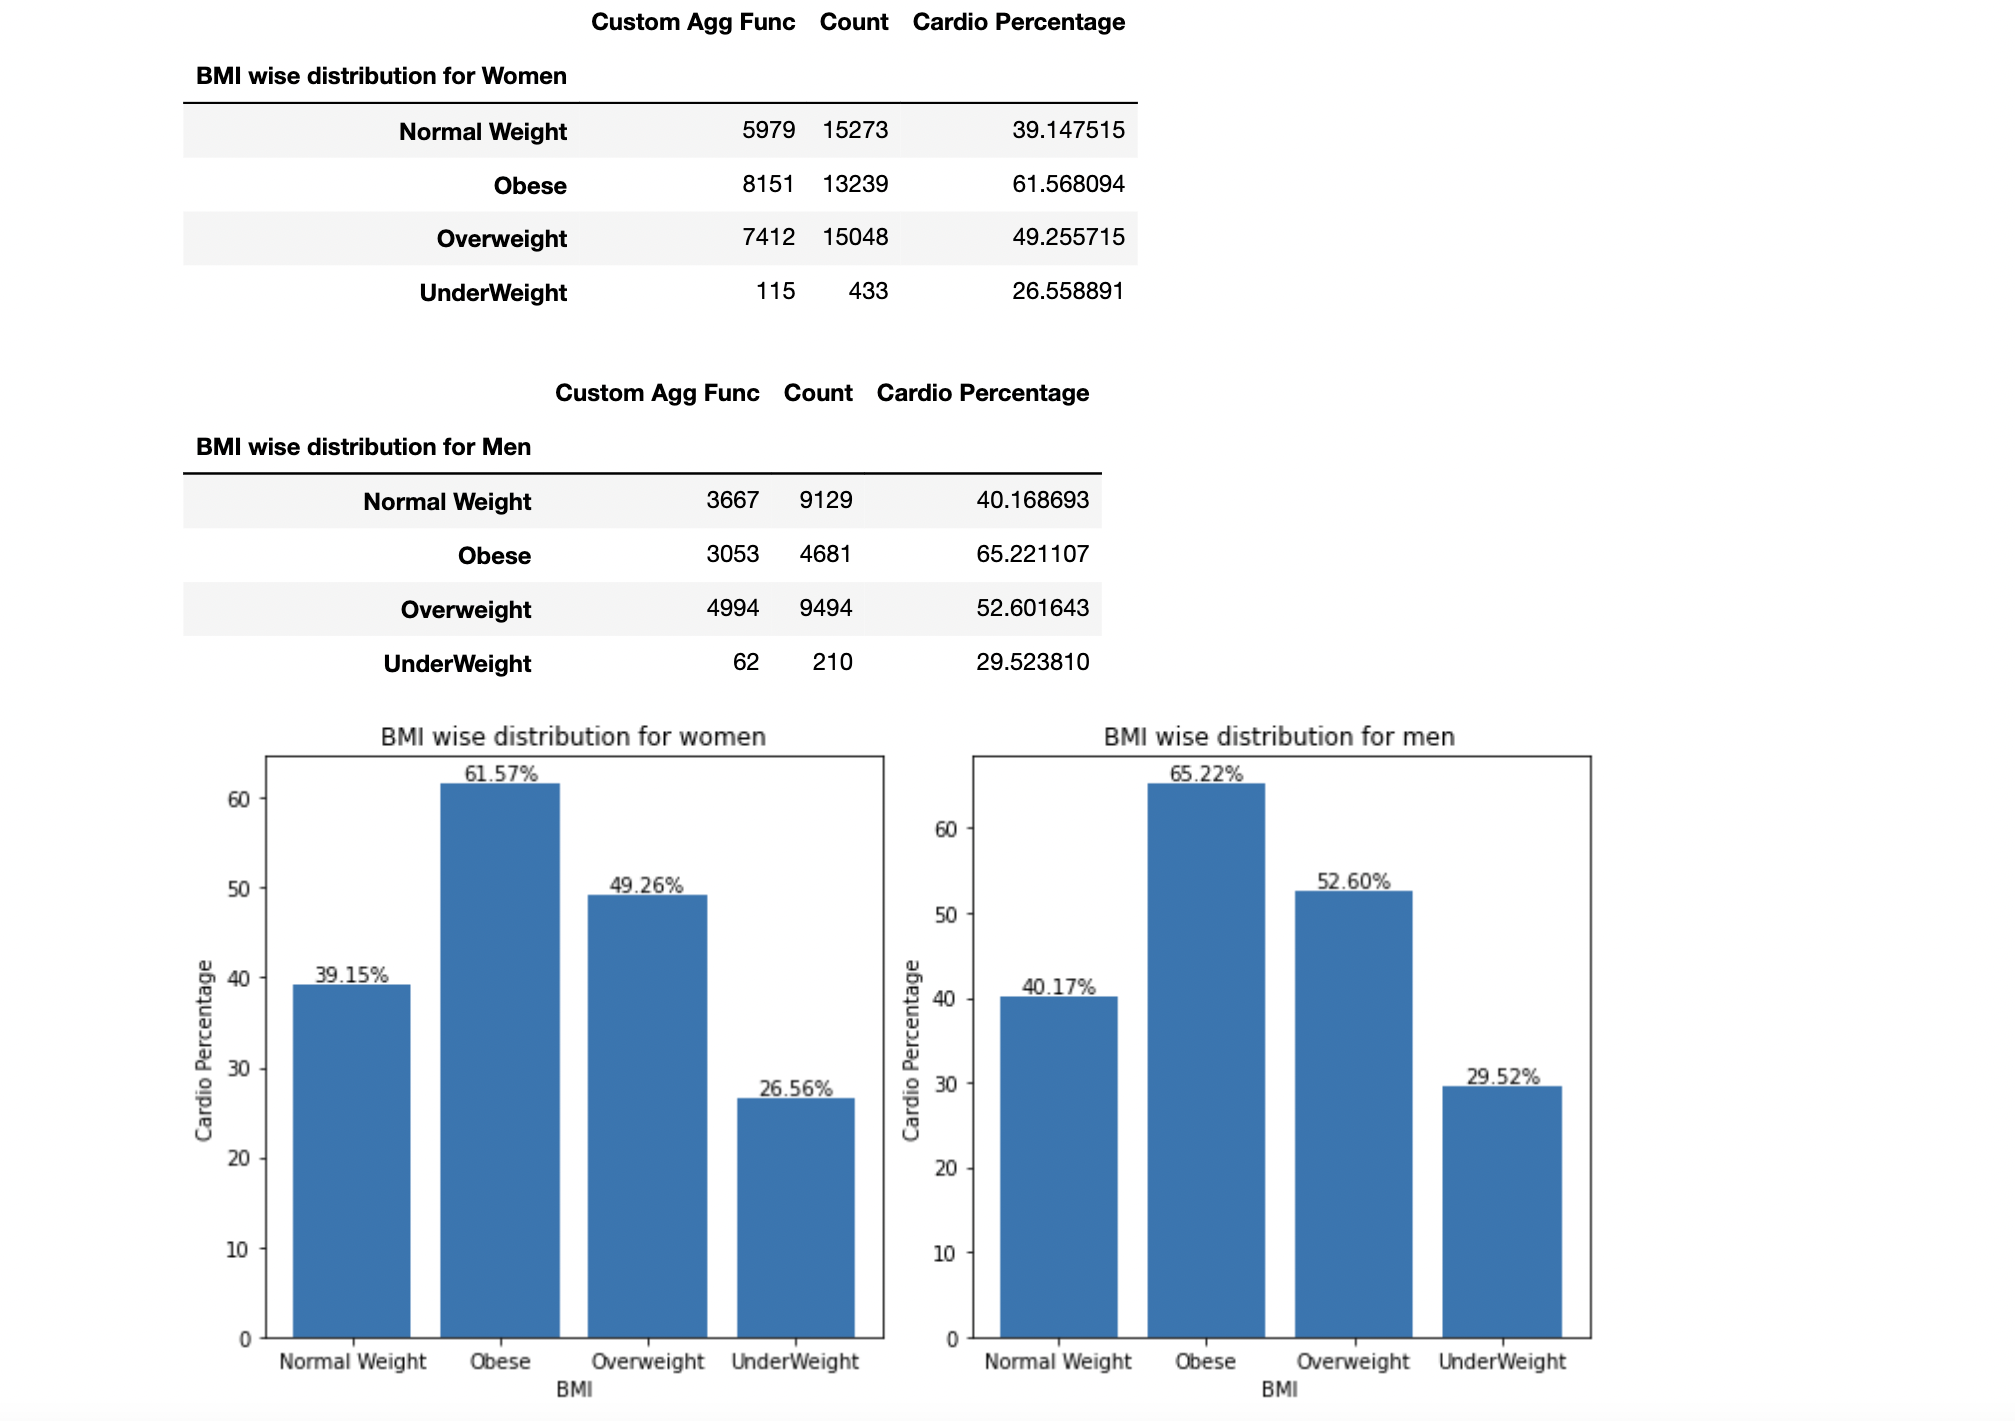 Custom Agg Func Count Cardio Percentage
BMI wise distribution for Women
Normal Weight 5979 15273 39.147515
Obese 8151 13239 61.568094
Overweight 7412 15048 49.255715
UnderWeight 115 433 26.558891
Custom Agg Func Count Cardio Percentage
BMI wise distribution for Men
Normal Weight 3667 9129 40.168693
Obese 3053 4681 65.221107
Overweight 4994 9494 52.601643
UnderWeight 62 210 29.523810
BMI wise distribution for women
61.57%
60
50
49.26%
40
39.15%
30
26.56%
20
10
0
Cardio Percentage
Normal Weight Obese Overweight UnderWeight
BMI
BMI wise distribution for men
65.22%
60
52.60%
50
40.17%
40
30
29.52%
20
10
0
Cardio Percentage
Normal Weight Obese Overweight UnderWeight
BMI